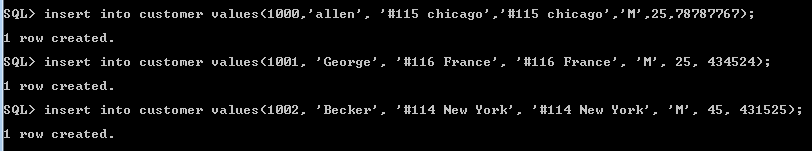 SQL> insert into customer values(1000,'allen', '#115 chicago','#115 chicago','M',25,78787767);
1 row created.
SQL> insert into customer values(1001, 'George', '#116 France', '#116 France', 'M', 25, 434524);
1 row created.
SQL> insert into customer values(1002, 'Becker', '#114 New York', '#114 New York', 'M', 45, 431525);
1 row created.